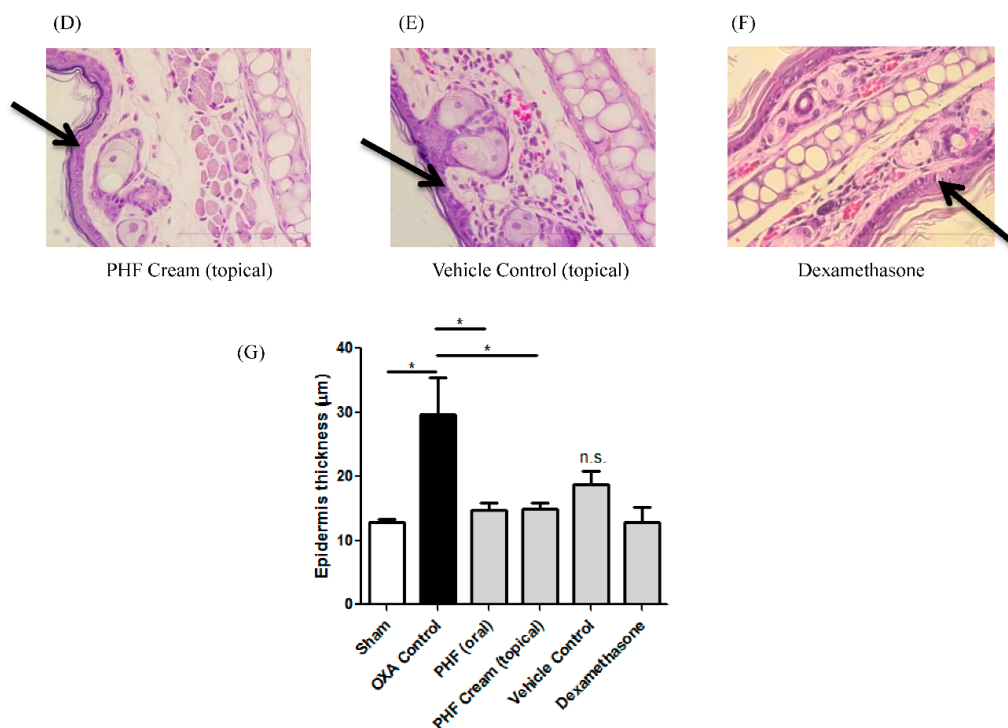 (D)
(E)
(F)
PHF Cream (topical)
Vehicle Control (topical)
Dexamethasone
(G)
*
*
*
n.s.
Epidermis thickness (µm)
40
30
20
10
0
Sham
OXA Control
PHF (oral)
PHF Cream (topical)
Vehicle Control
Dexamethasone